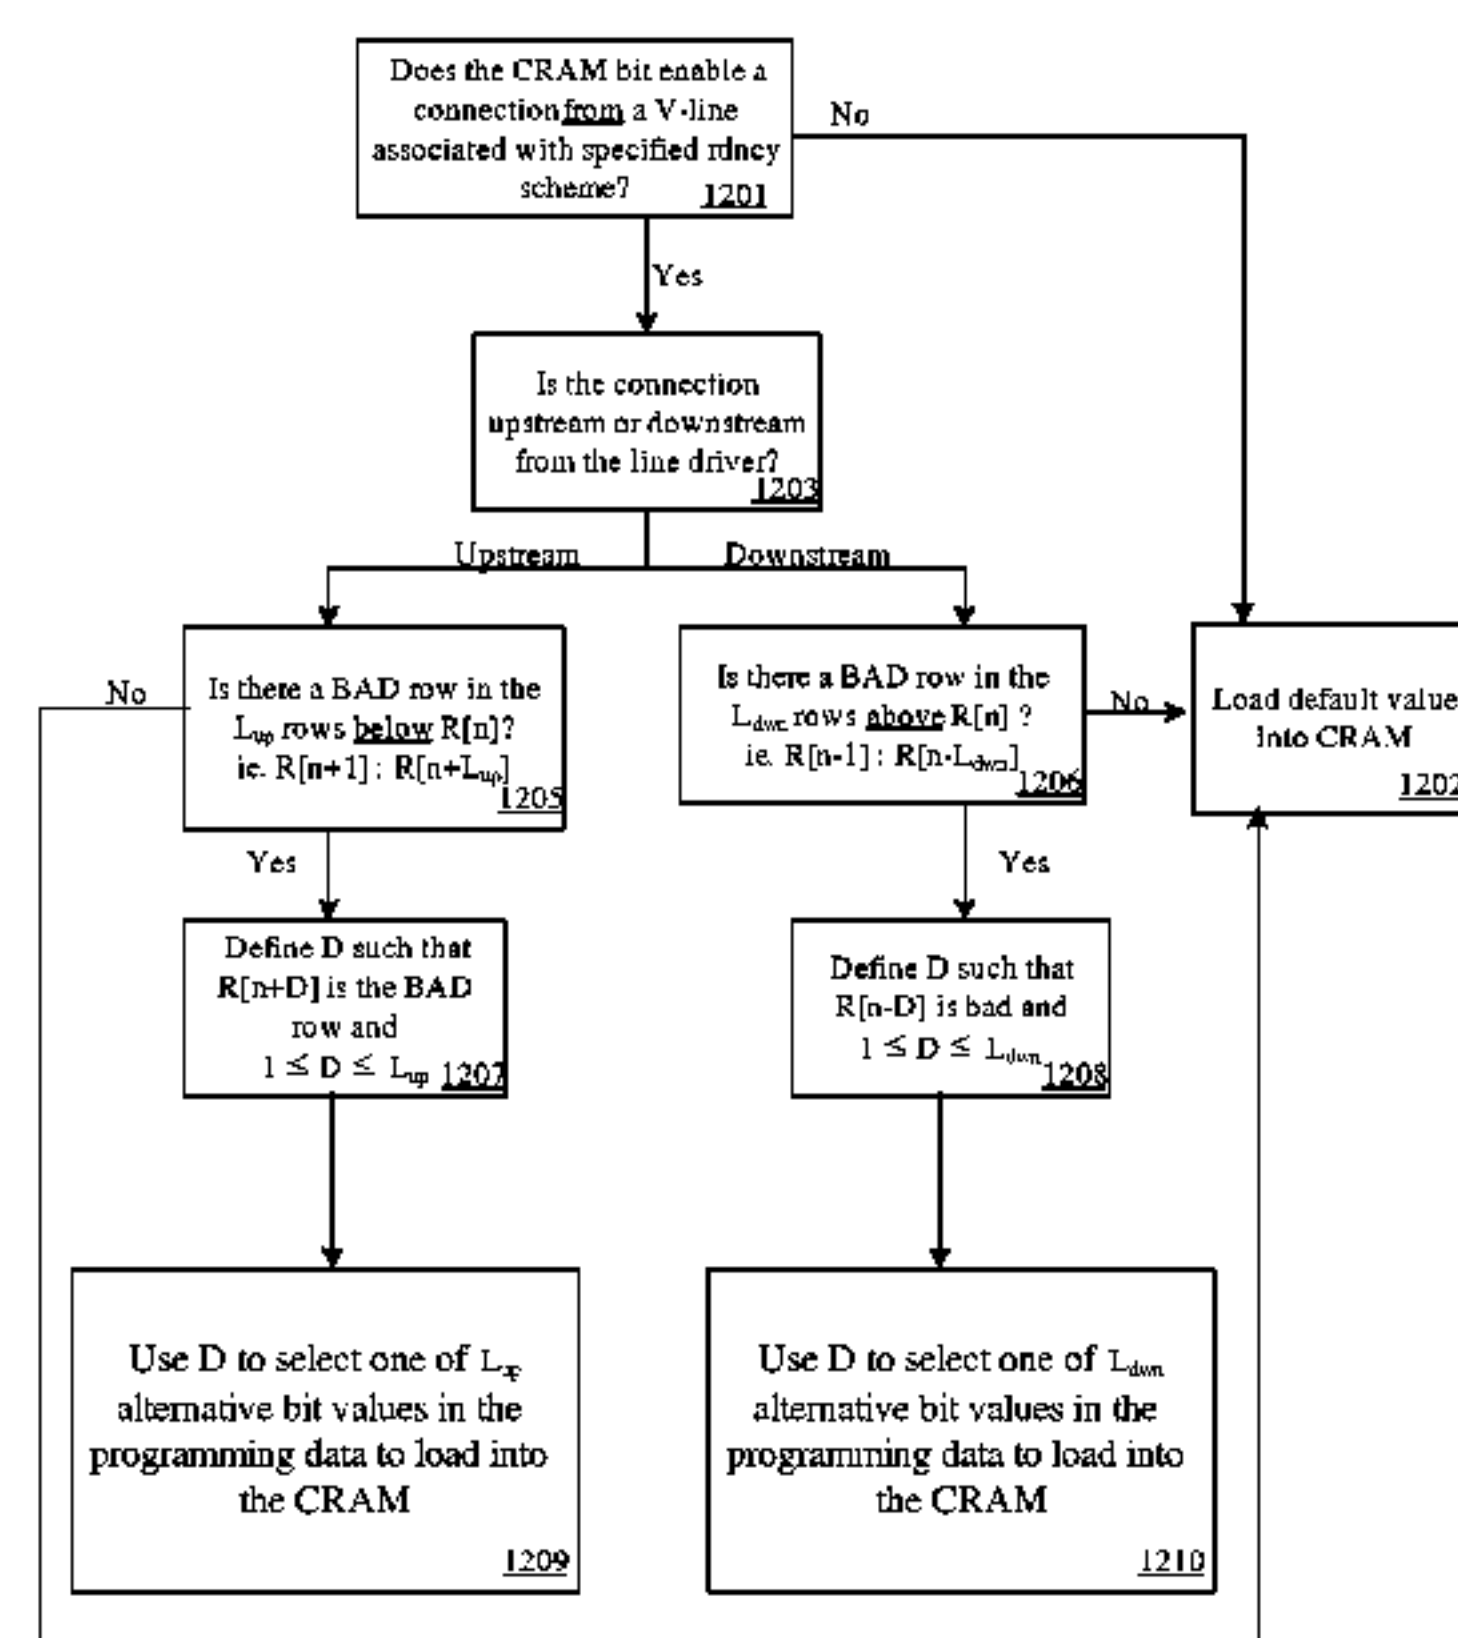 Does the CRAM bit enable a
connection from a V-line
associated with specified rdncy
scheme?
1201
No
Yes
Is the connection
upstream or downstream
from the line driver?
1203
Upstream
Downstream
No
Is there a BAD row in the
Lup rows below R[n]?
ie. R[n+1] : R[n+Lup]
1205
Is there a BAD row in the
Ldwn rows above R[n] ?
ie. R[n-1] : R[n-Ldwn]
1206
No
Load default value
into CRAM
1202
Yes
Yes
Define D such that
R[n+D] is the BAD
row and
1 ≤ D ≤ Lup
1207
Define D such that
R[n-D] is bad and
1 ≤ D ≤ Ldwn
1208
Use D to select one of Lup
alternative bit values in the
programming data to load into
the CRAM
1209
Use D to select one of Ldwn
alternative bit values in the
programming data to load into
the CRAM
1210